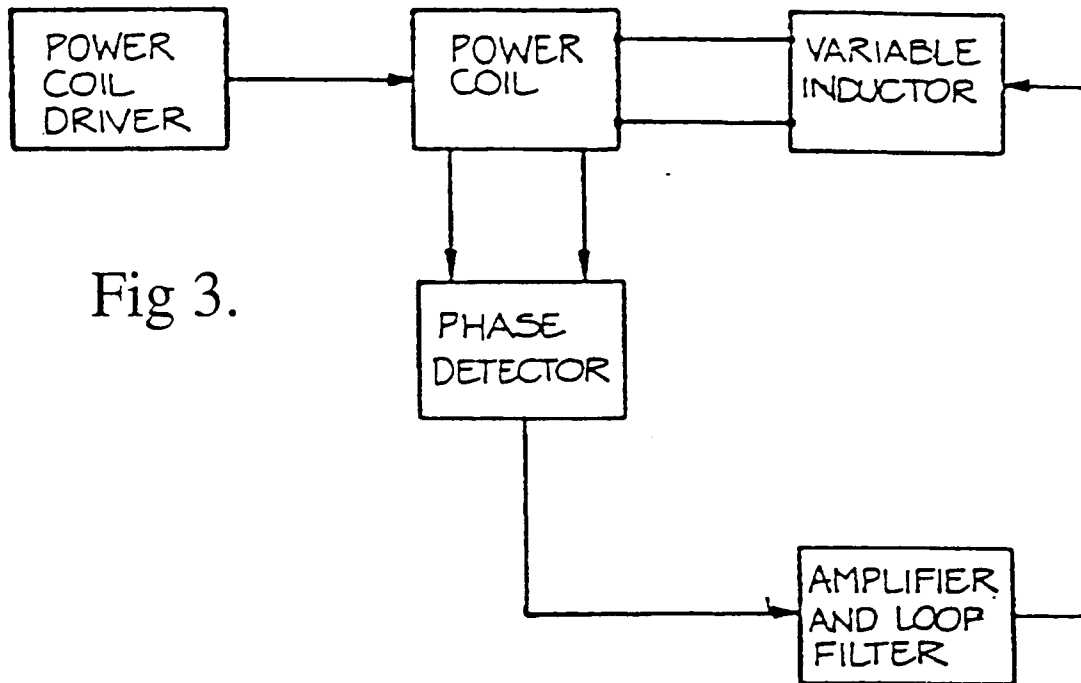 POWER
COIL
DRIVER
POWER
COIL
VARIABLE
INDUCTOR
Fig 3.
PHASE
DETECTOR
AMPLIFIER
AND LOOP
FILTER